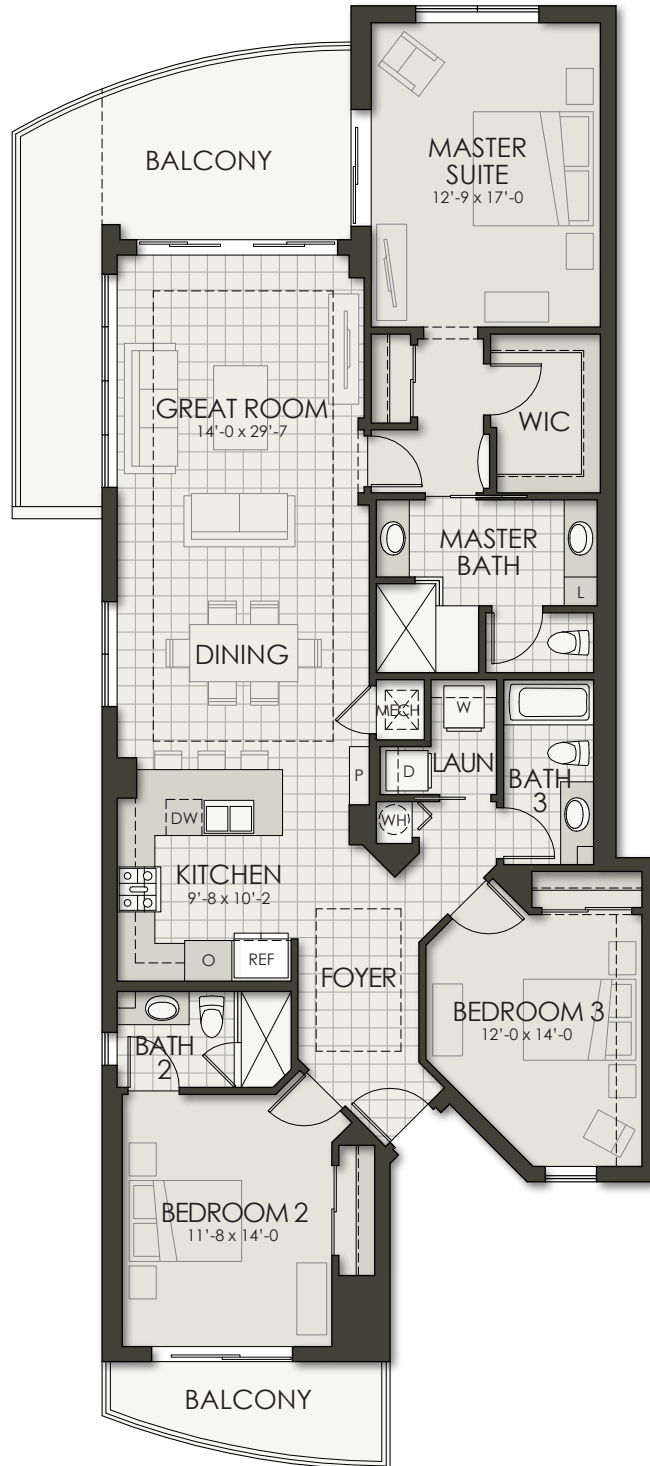 BALCONY
MASTER
SUITE
12'-9 x 17'-0
GREAT ROOM
14'-0 x 29'-7
WIC
MASTER
BATH
L
DINING
MECH
W
P
D
LAUN
BATH
3
DW
WH
KITCHEN
9'-8 x 10'-2
O
REF
FOYER
BEDROOM 3
12'-0 x 14'-0
BATH
2
BEDROOM 2
11'-8 x 14'-0
BALCONY